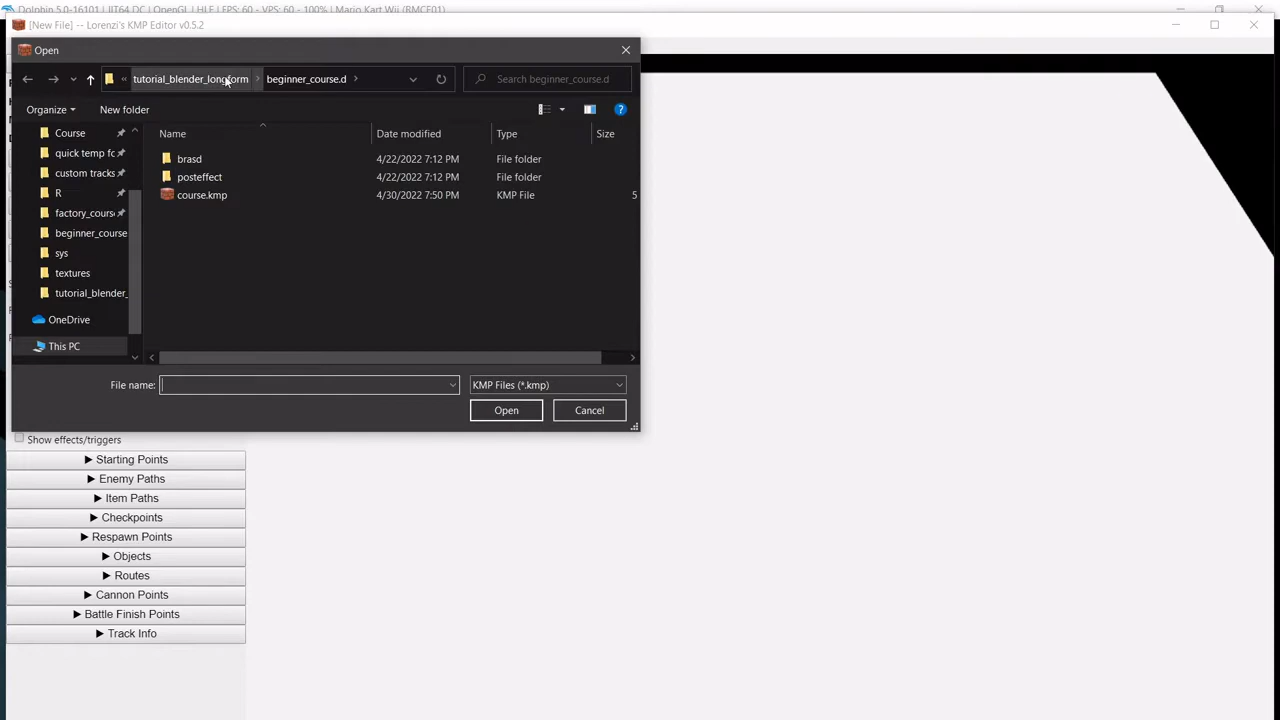 Dolphin 5.0-16101 | JIT64 DC | OpenGL | HLE | FPS: 60 - VPS: 60 - 100% | Mario Kart Wii (RMCE01)
[New File] -- Lorenzi's KMP Editor v0.5.2
Open
« tutorial_blender_longform > beginner_course.d >
Search beginner_course.d
Organize
New folder
Name
Date modified
Type
Size
Course
quick temp fc
custom tracks
R
factory_cours
beginner_course
sys
textures
tutorial_blender_
OneDrive
This PC
brasd
4/22/2022 7:12 PM
File folder
posteffect
4/22/2022 7:12 PM
File folder
course.kmp
4/30/2022 7:50 PM
KMP File
5
File name:
KMP Files (*.kmp)
Open
Cancel
Show effects/triggers
Starting Points
Enemy Paths
Item Paths
Checkpoints
Respawn Points
Objects
Routes
Cannon Points
Battle Finish Points
Track Info